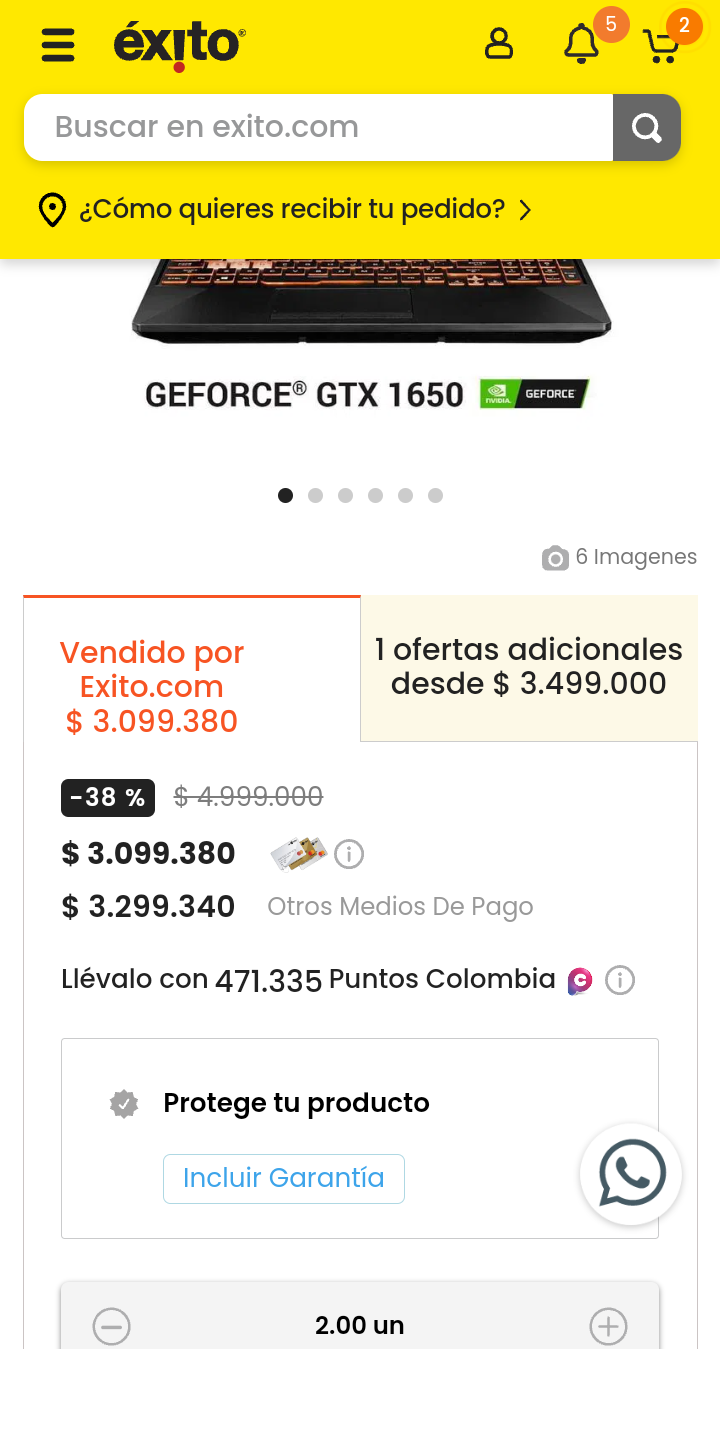 éxito®
5
2
Buscar en exito.com
¿Cómo quieres recibir tu pedido?
GEFORCE® GTX 1650
NVIDIA.
GEFORCE
6 Imagenes
Vendido por
Exito.com
$ 3.099.380
1 ofertas adicionales
desde $ 3.499.000
-38 % $ 4.999.000
$ 3.099.380
$ 3.299.340 Otros Medios De Pago
Llévalo con 471.335 Puntos Colombia
Protege tu producto
Incluir Garantía
2.00 un